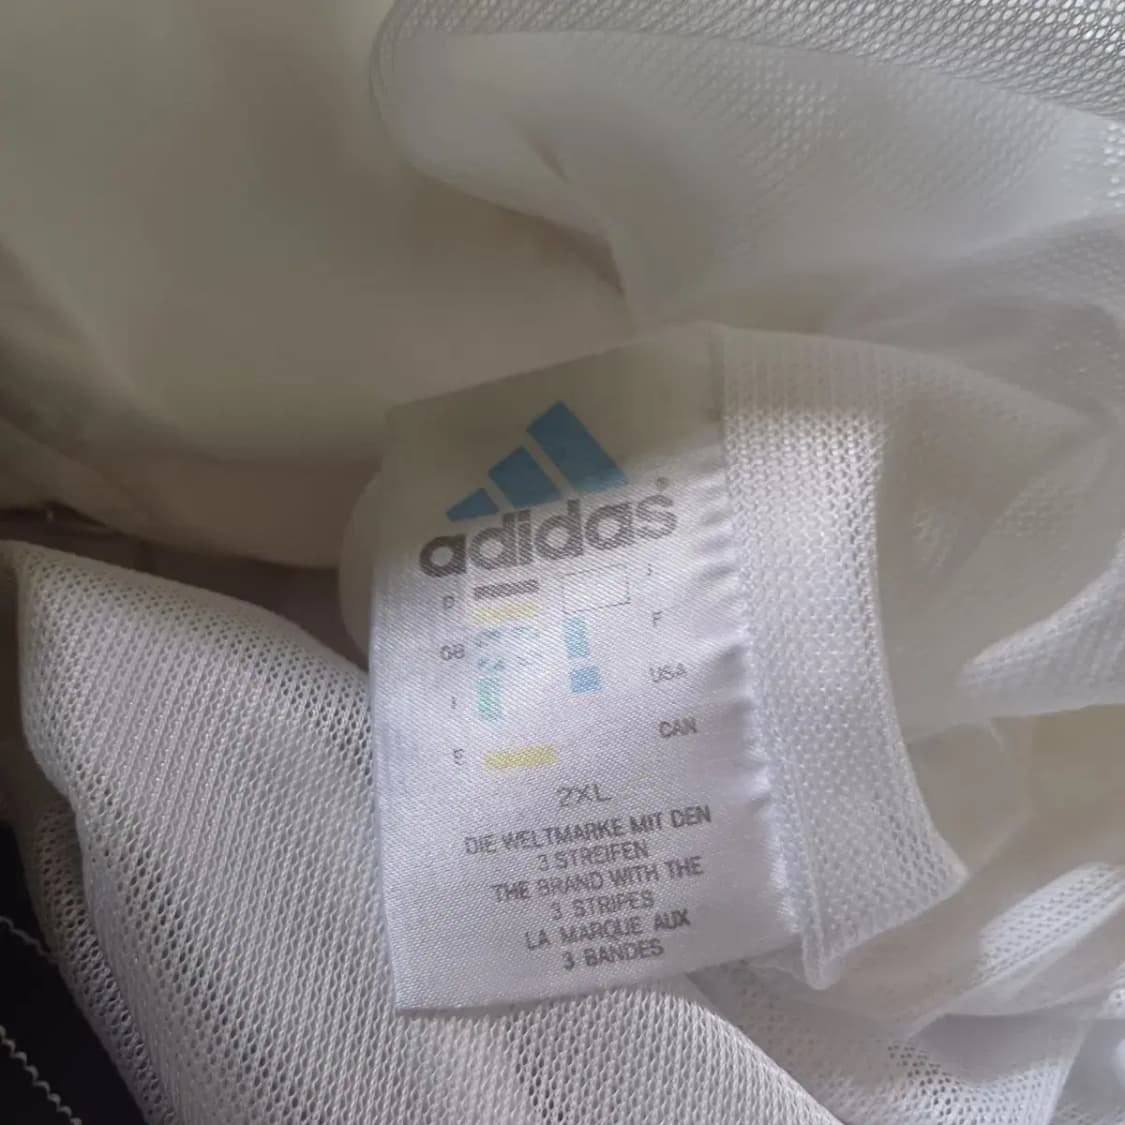 adidas
D
J
GB
F
I
USA
E
CAN
2XL
DIE WELTMARKE MIT DEN
3 STREIFEN
THE BRAND WITH THE
3 STRIPES
LA MARQUE AUX
3 BANDES